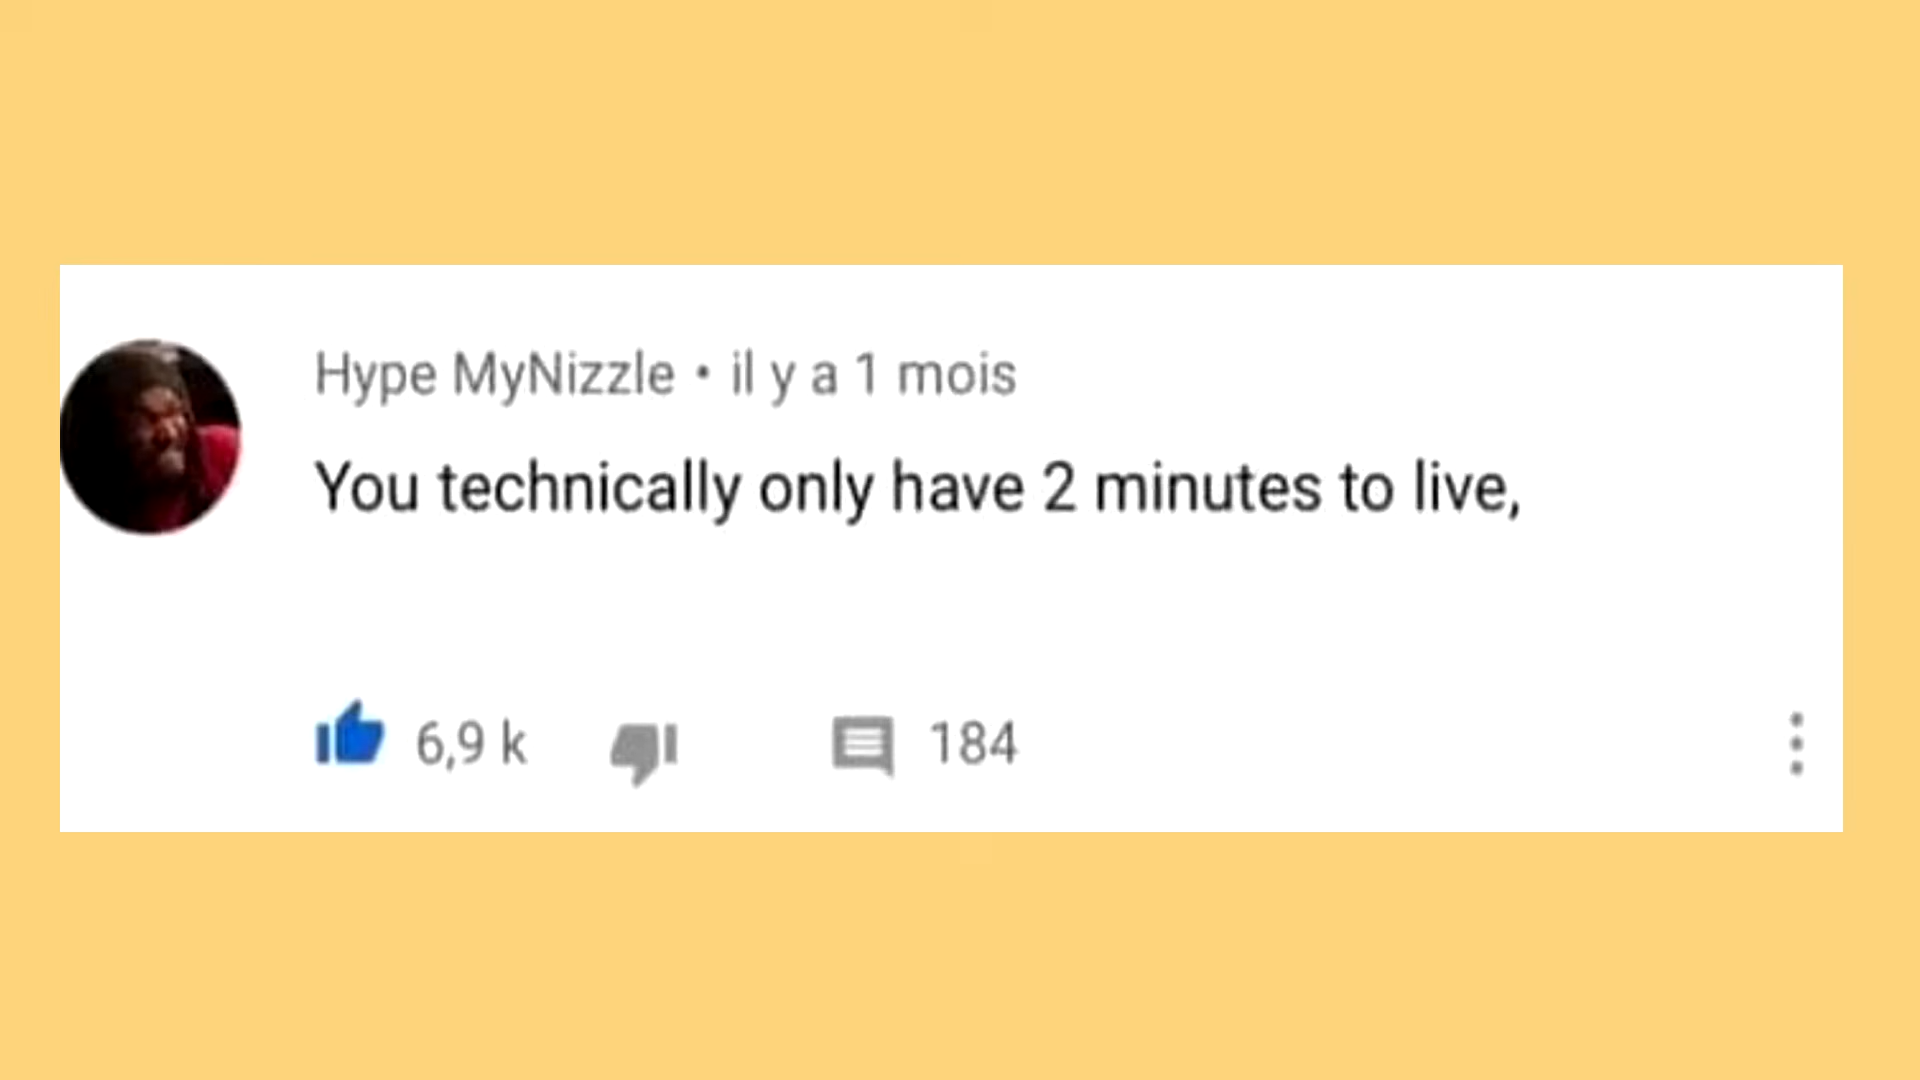 Hype MyNizzle • il y a 1 mois
You technically only have 2 minutes to live,
6,9 k 184